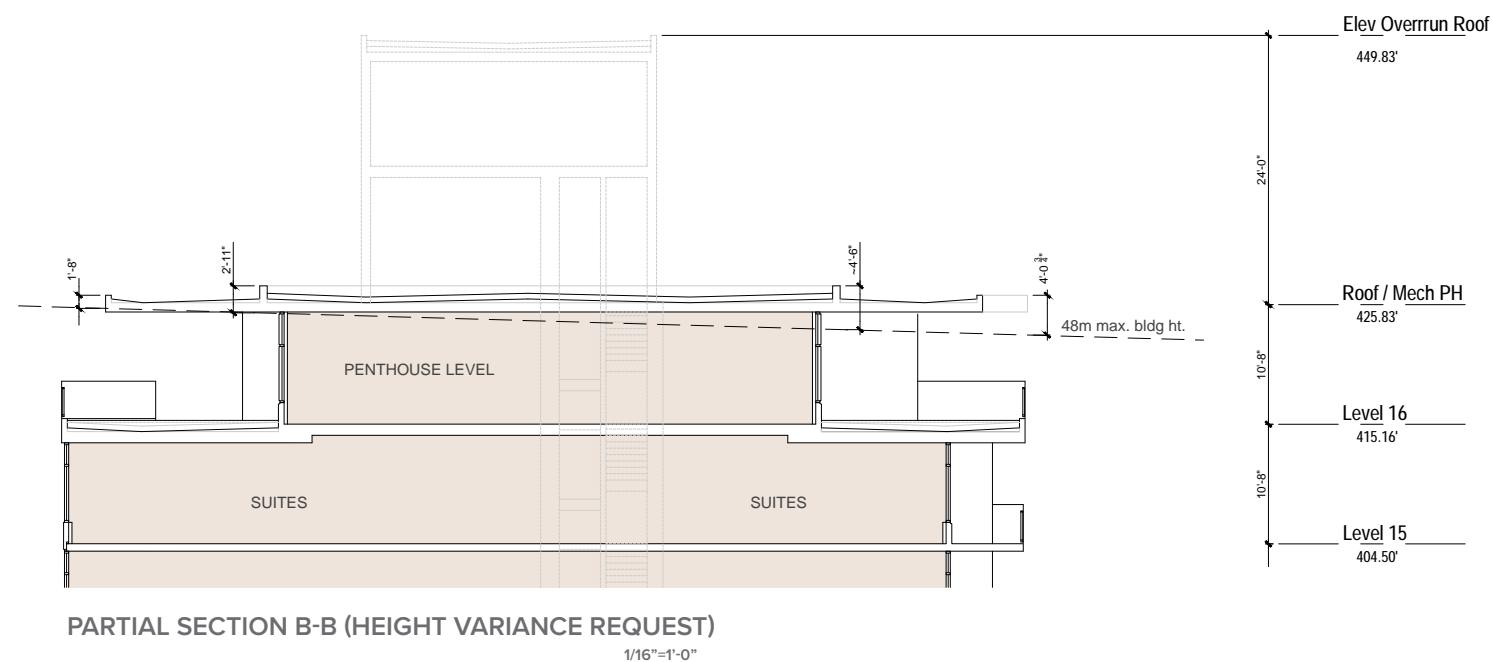 Elev Overrrun Roof
449.83'
24'-0"
1'-8"
2'-11"
~4'-6"
4'-0 3/4"
Roof / Mech PH
425.83'
48m max. bldg ht.
PENTHOUSE LEVEL
10'-8"
Level 16
415.16'
SUITES
SUITES
10'-8"
Level 15
404.50'
PARTIAL SECTION B-B (HEIGHT VARIANCE REQUEST)
1/16"=1'-0"